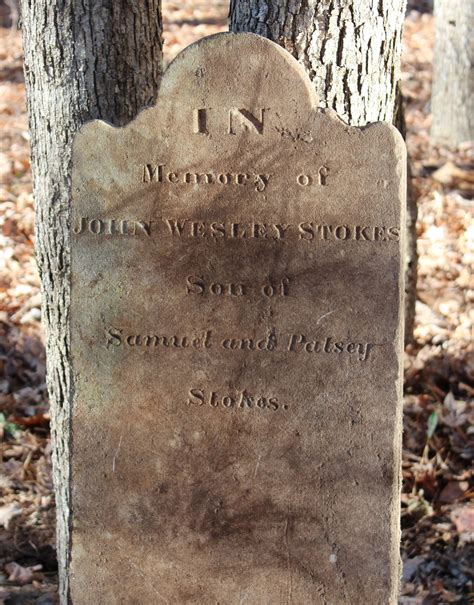 IN
Memory of
JOHN WESLEY STOKES
Son of
Samuel and Patsey
Stokes.